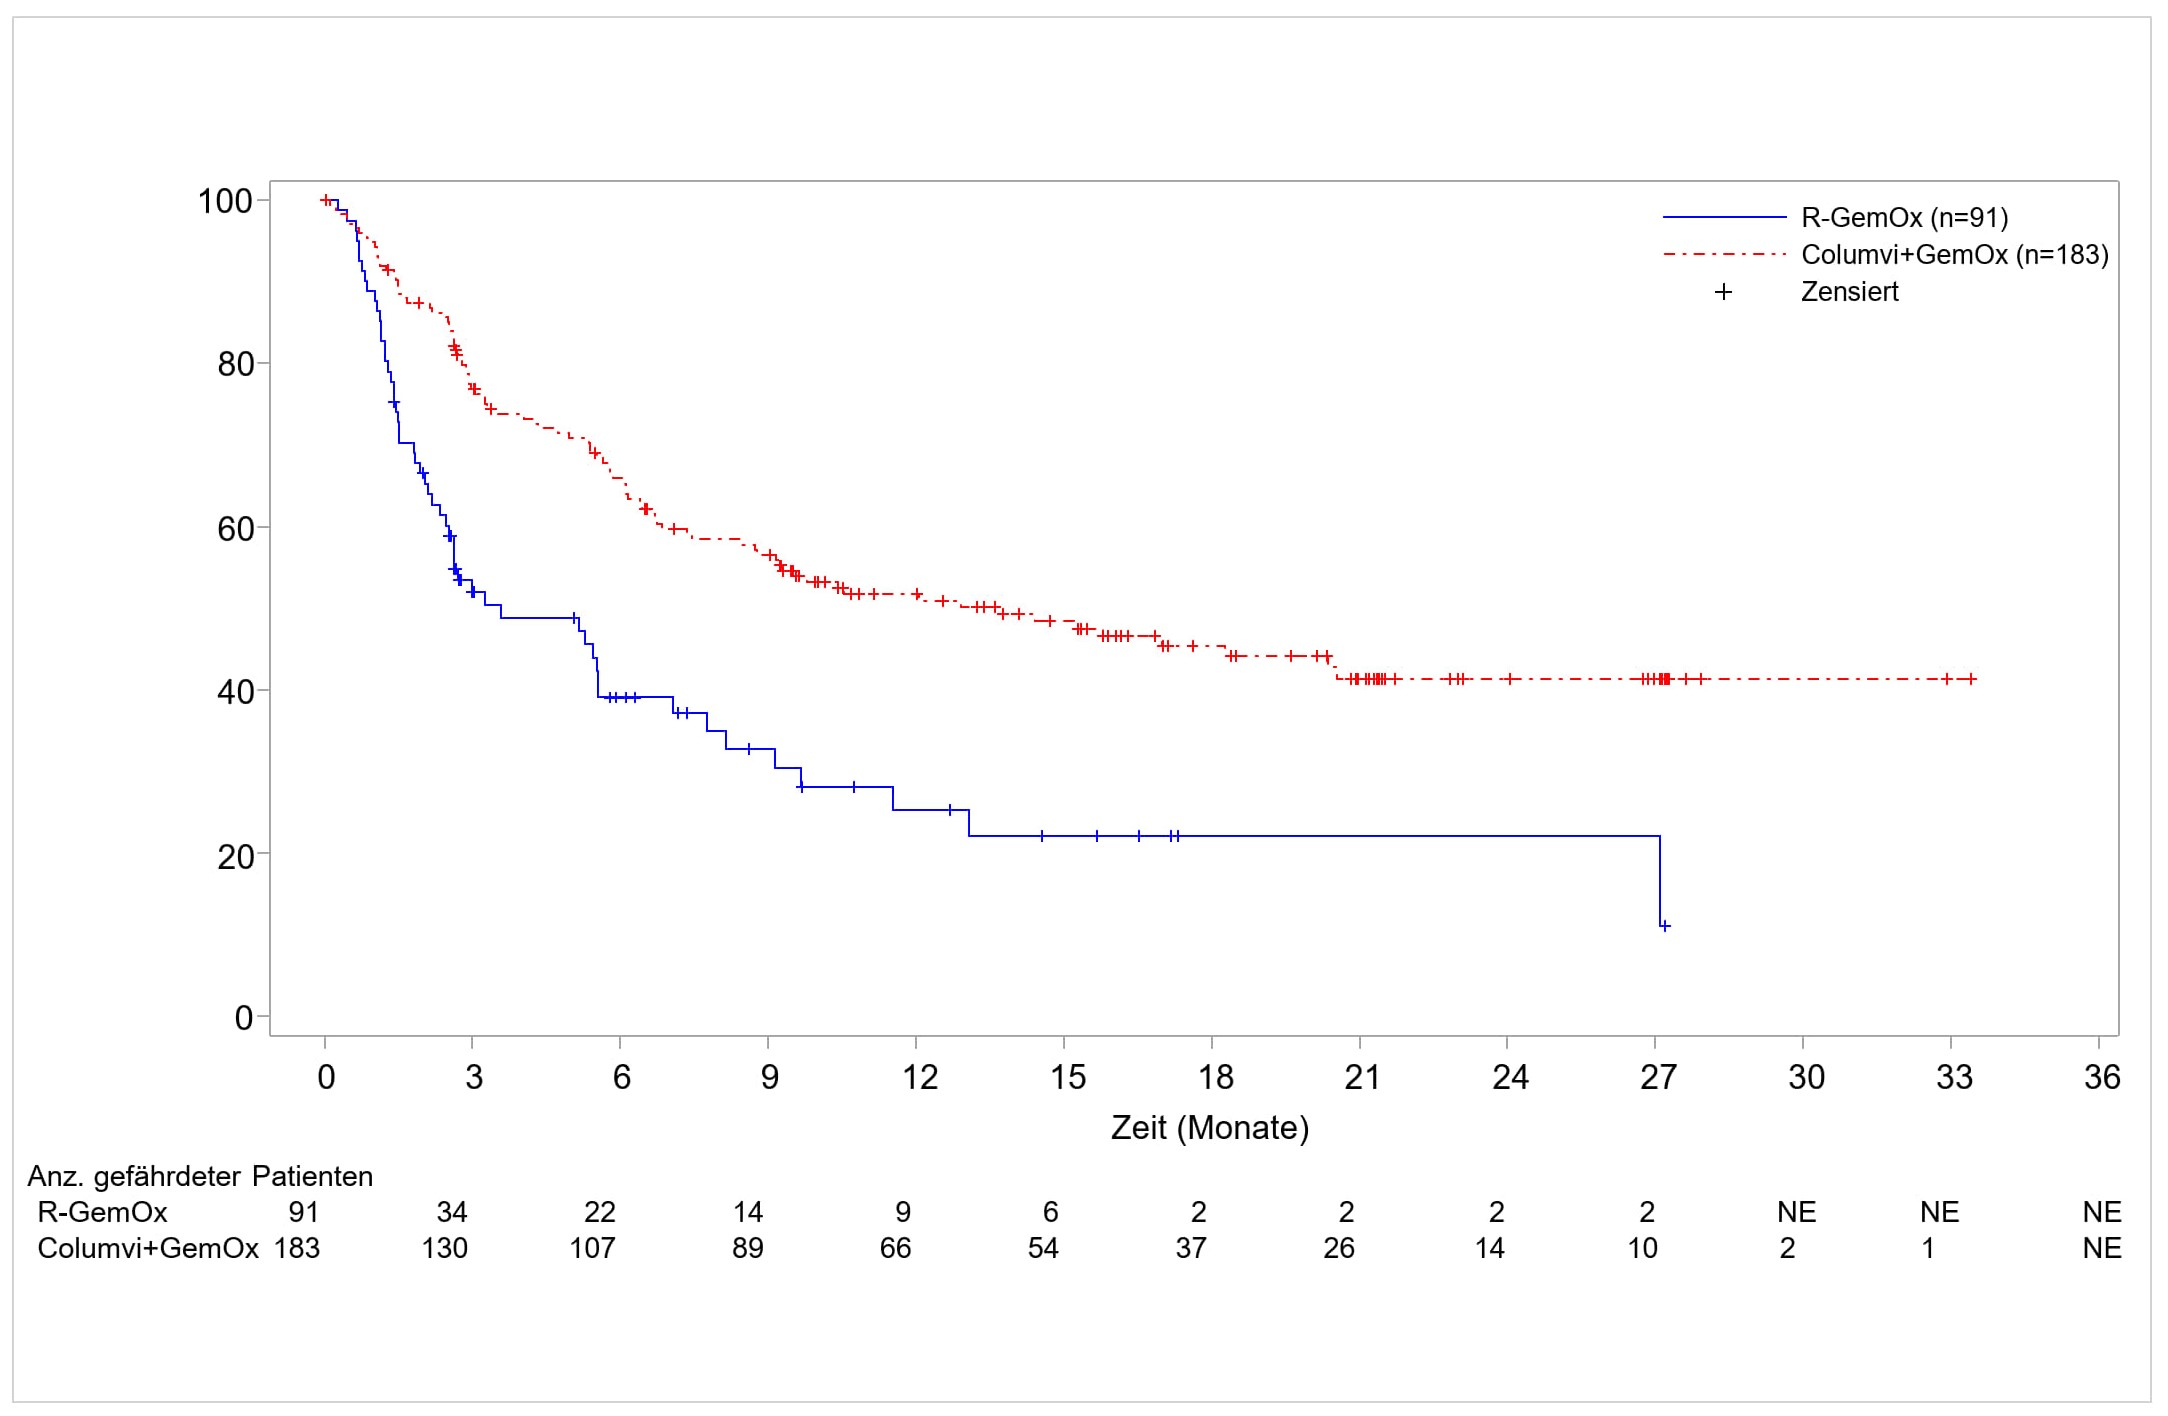 R-GemOx (n=91)
Columvi+GemOx (n=183)
Zensiert
100
80
60
40
20
0
0 3 6 9 12 15 18 21 24 27 30 33 36
Zeit (Monate)
Anz. gefährdeter Patienten
R-GemOx 91 34 22 14 9 6 2 2 2 2 NE NE NE
Columvi+GemOx 183 130 107 89 66 54 37 26 14 10 2 1 NE